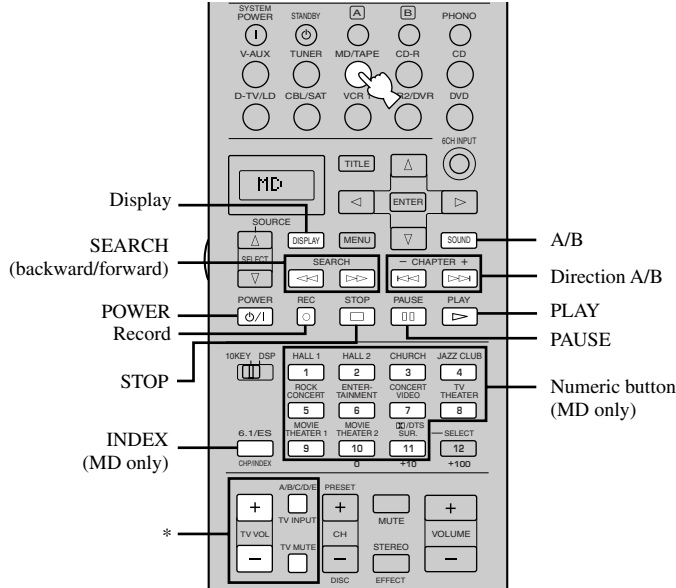 SYSTEM POWER STANDBY A B PHONO
V-AUX TUNER MD/TAPE CD-R CD
D-TV/LD CBL/SAT VCR 1 R2/DVR DVD
6CH INPUT
TITLE
MD
ENTER
Display
SOURCE
DISPLAY MENU SOUND
A/B
SELECT
SEARCH
(backward/forward)
SEARCH – CHAPTER +
Direction A/B
POWER REC STOP PAUSE PLAY
POWER
PLAY
Record
PAUSE
STOP
10KEY DSP
HALL 1 HALL 2 CHURCH JAZZ CLUB
1 2 3 4
ROCK CONCERT ENTER-TAINMENT CONCERT VIDEO TV THEATER
5 6 7 8
Numeric button
(MD only)
MOVIE THEATER 1 MOVIE THEATER 2 /DTS SUR. SELECT
9 10 11 12
0 +10 +100
INDEX
(MD only)
6.1/ES
CHP/INDEX
A/B/C/D/E PRESET
+ TV INPUT + MUTE +
*
TV VOL CH VOLUME
– TV MUTE – STEREO –
DISC EFFECT